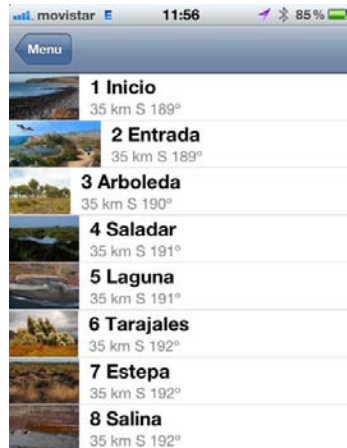 movistar E 11:56 85 %
Menu
1 Inicio
35 km S 189º
2 Entrada
35 km S 189º
3 Arboleda
35 km S 190º
4 Saladar
35 km S 191º
5 Laguna
35 km S 191º
6 Tarajales
35 km S 192º
7 Estepa
35 km S 192º
8 Salina
35 km S 192º